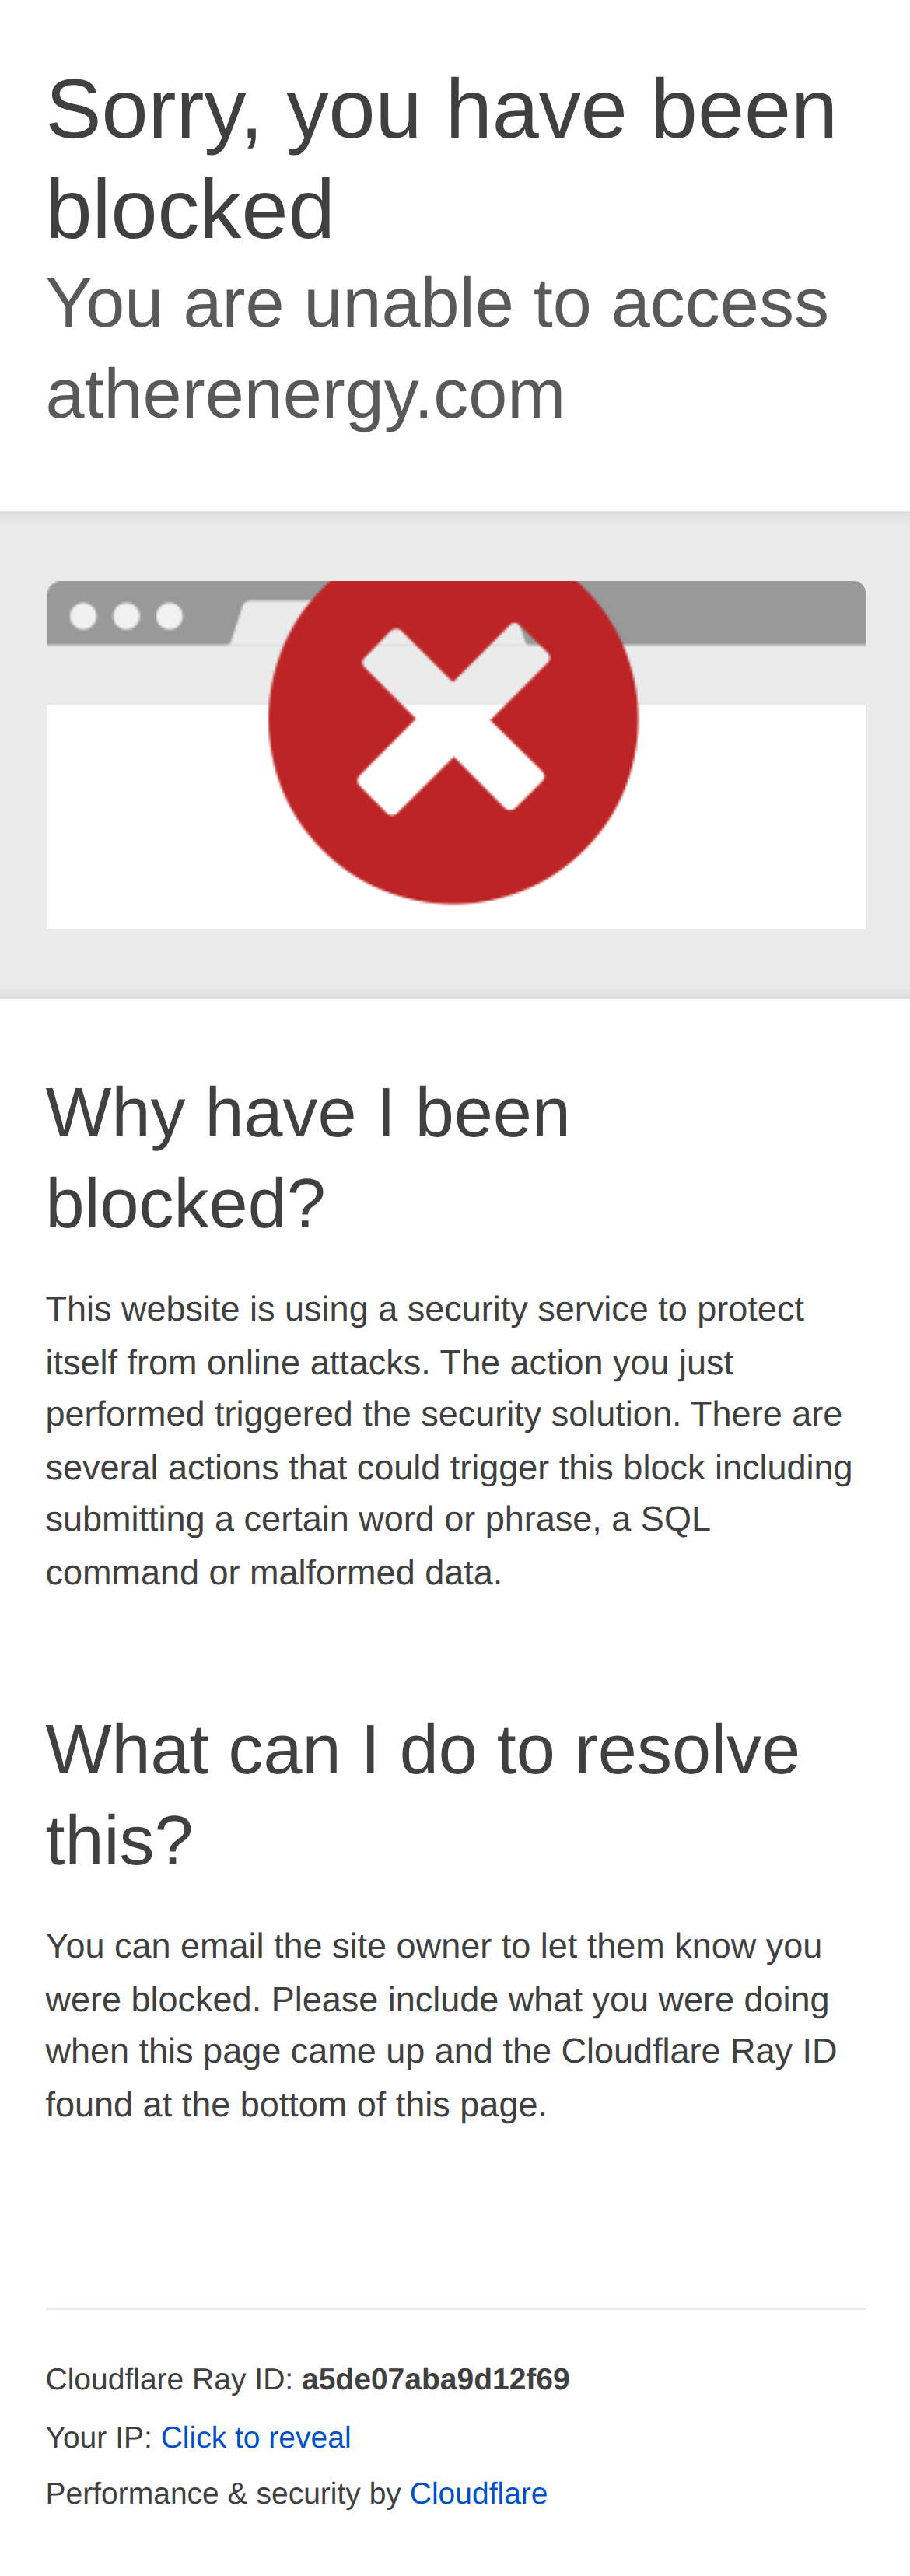 Sorry, you have been
blocked
You are unable to access
atherenergy.com
Why have I been
blocked?
This website is using a security service to protect
itself from online attacks. The action you just
performed triggered the security solution. There are
several actions that could trigger this block including
submitting a certain word or phrase, a SQL
command or malformed data.
What can I do to resolve
this?
You can email the site owner to let them know you
were blocked. Please include what you were doing
when this page came up and the Cloudflare Ray ID
found at the bottom of this page.
Cloudflare Ray ID: a5de07aba9d12f69
Your IP: Click to reveal
Performance & security by Cloudflare